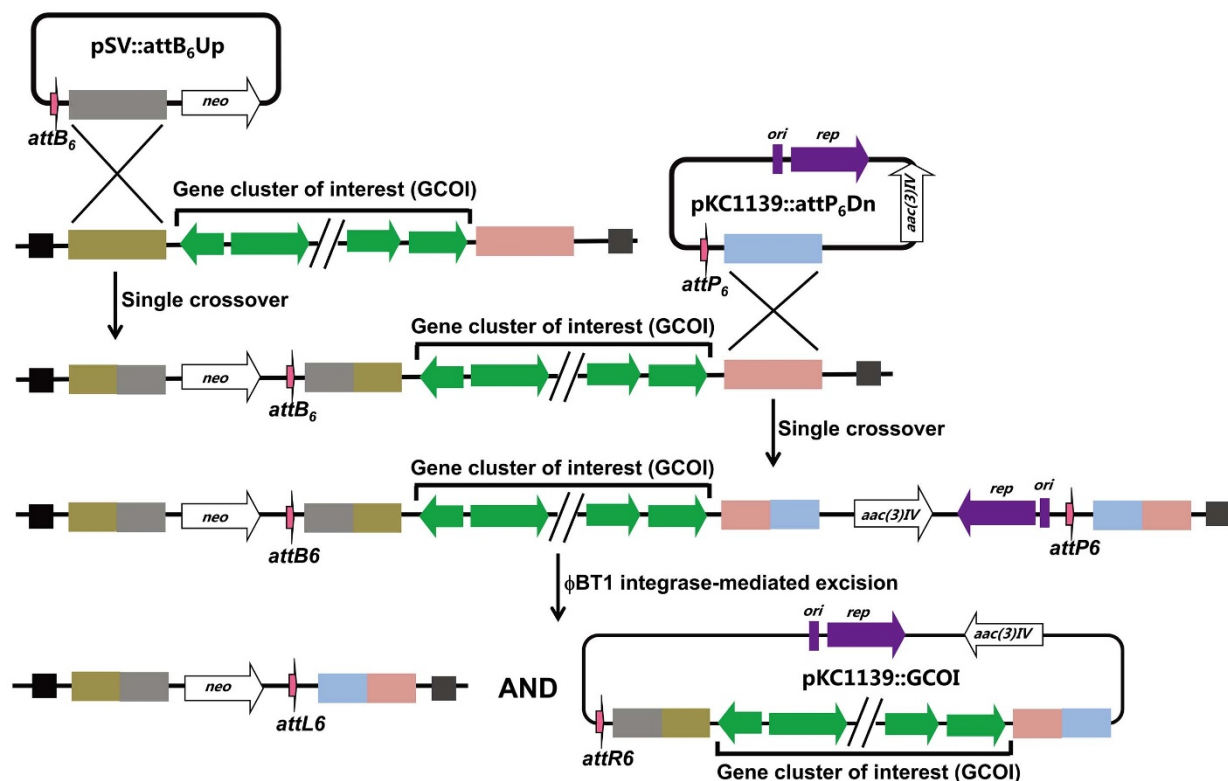 pSV::attB6Up
neo
attB6
Gene cluster of interest (GCOI)
ori rep
pKC1139::attP6Dn
aac(3)IV
attP6
Single crossover
Gene cluster of interest (GCOI)
neo
attB6
Single crossover
Gene cluster of interest (GCOI)
neo
aac(3)IV
rep
ori
attB6
attP6
ϕBT1 integrase-mediated excision
ori rep
aac(3)IV
pKC1139::GCOI
neo
AND
attL6
attR6
Gene cluster of interest (GCOI)